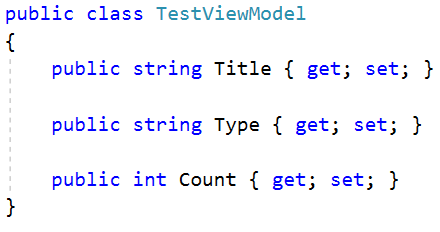 public class TestViewModel
{
public string Title { get; set; }
public string Type { get; set; }
public int Count { get; set; }
}